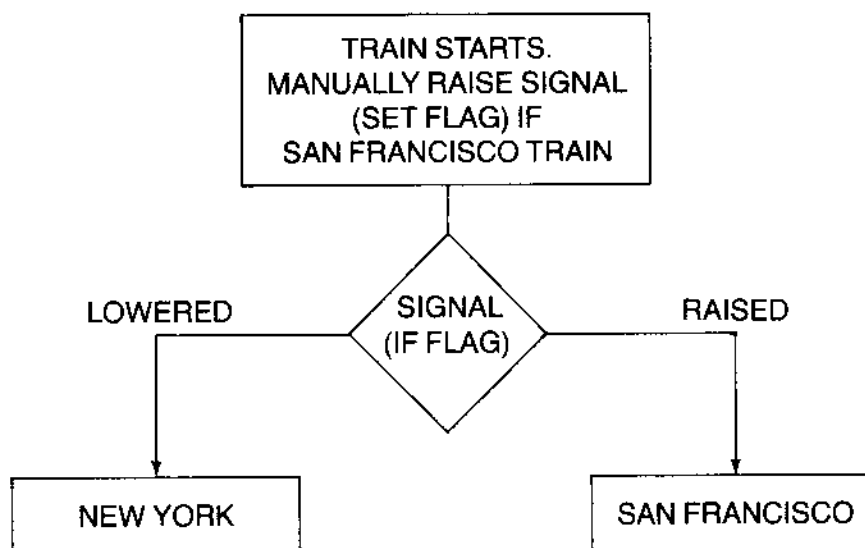 TRAIN STARTS.
MANUALLY RAISE SIGNAL
(SET FLAG) IF
SAN FRANCISCO TRAIN
LOWERED
SIGNAL
(IF FLAG)
RAISED
NEW YORK
SAN FRANCISCO